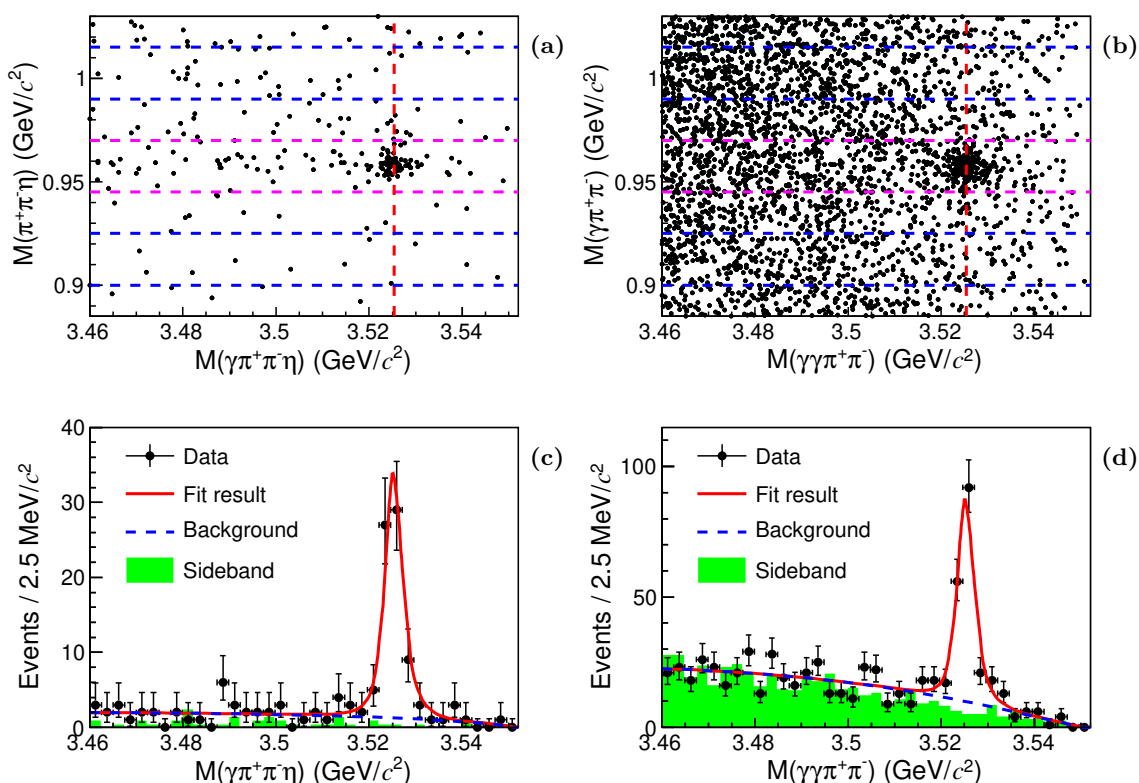 (a)
M(π⁺π⁻η) (GeV/c²)
1
0.95
0.9
3.46 3.48 3.5 3.52 3.54
M(γπ⁺π⁻η) (GeV/c²)
(b)
M(γπ⁺π⁻) (GeV/c²)
1
0.95
0.9
3.46 3.48 3.5 3.52 3.54
M(γγπ⁺π⁻) (GeV/c²)
(c)
Events / 2.5 MeV/c²
40
30
20
10
0
Data
Fit result
Background
Sideband
3.46 3.48 3.5 3.52 3.54
M(γπ⁺π⁻η) (GeV/c²)
(d)
Events / 2.5 MeV/c²
100
50
0
Data
Fit result
Background
Sideband
3.46 3.48 3.5 3.52 3.54
M(γγπ⁺π⁻) (GeV/c²)